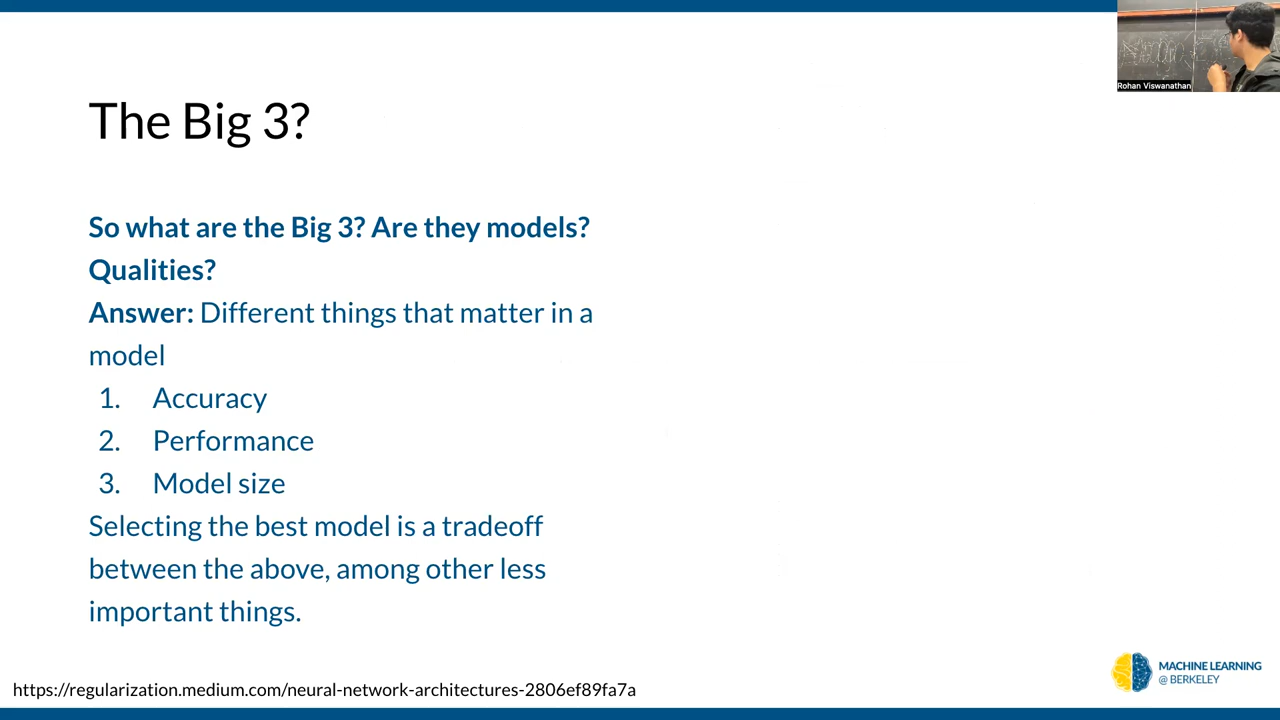 Rohan Viswanathan
The Big 3?
So what are the Big 3? Are they models?
Qualities?
Answer: Different things that matter in a
model
1. Accuracy
2. Performance
3. Model size
Selecting the best model is a tradeoff
between the above, among other less
important things.
MACHINE LEARNING
@ BERKELEY
https://regularization.medium.com/neural-network-architectures-2806ef89fa7a